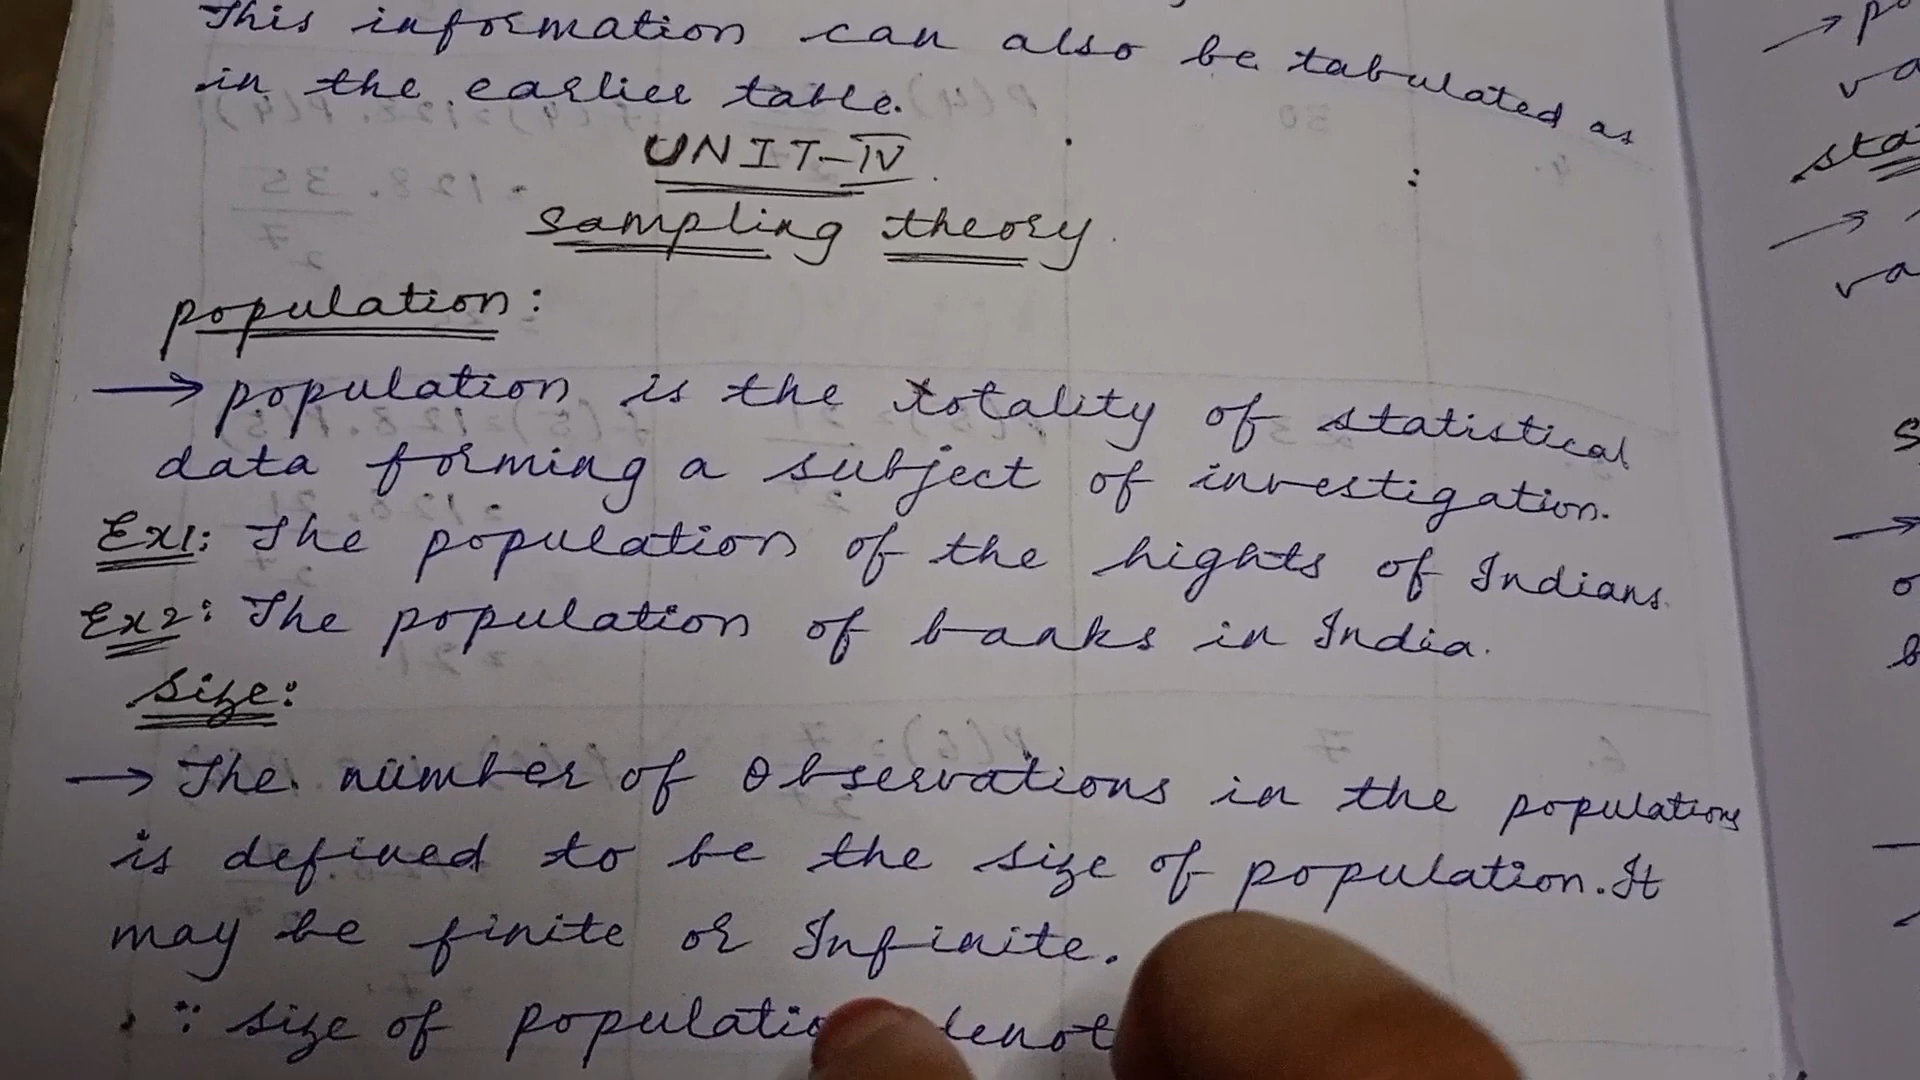 This information can also be tabulated as
in the earlier table.
UNIT-IV
Sampling theory
population:
→ population is the totality of statistical
data forming a subject of investigation.
Ex1: The population of the hights of Indians.
Ex2: The population of banks in India.
Size:
→ The number of observations in the populations
is defined to be the size of population. It
may be finite or Infinite.
∵ size of